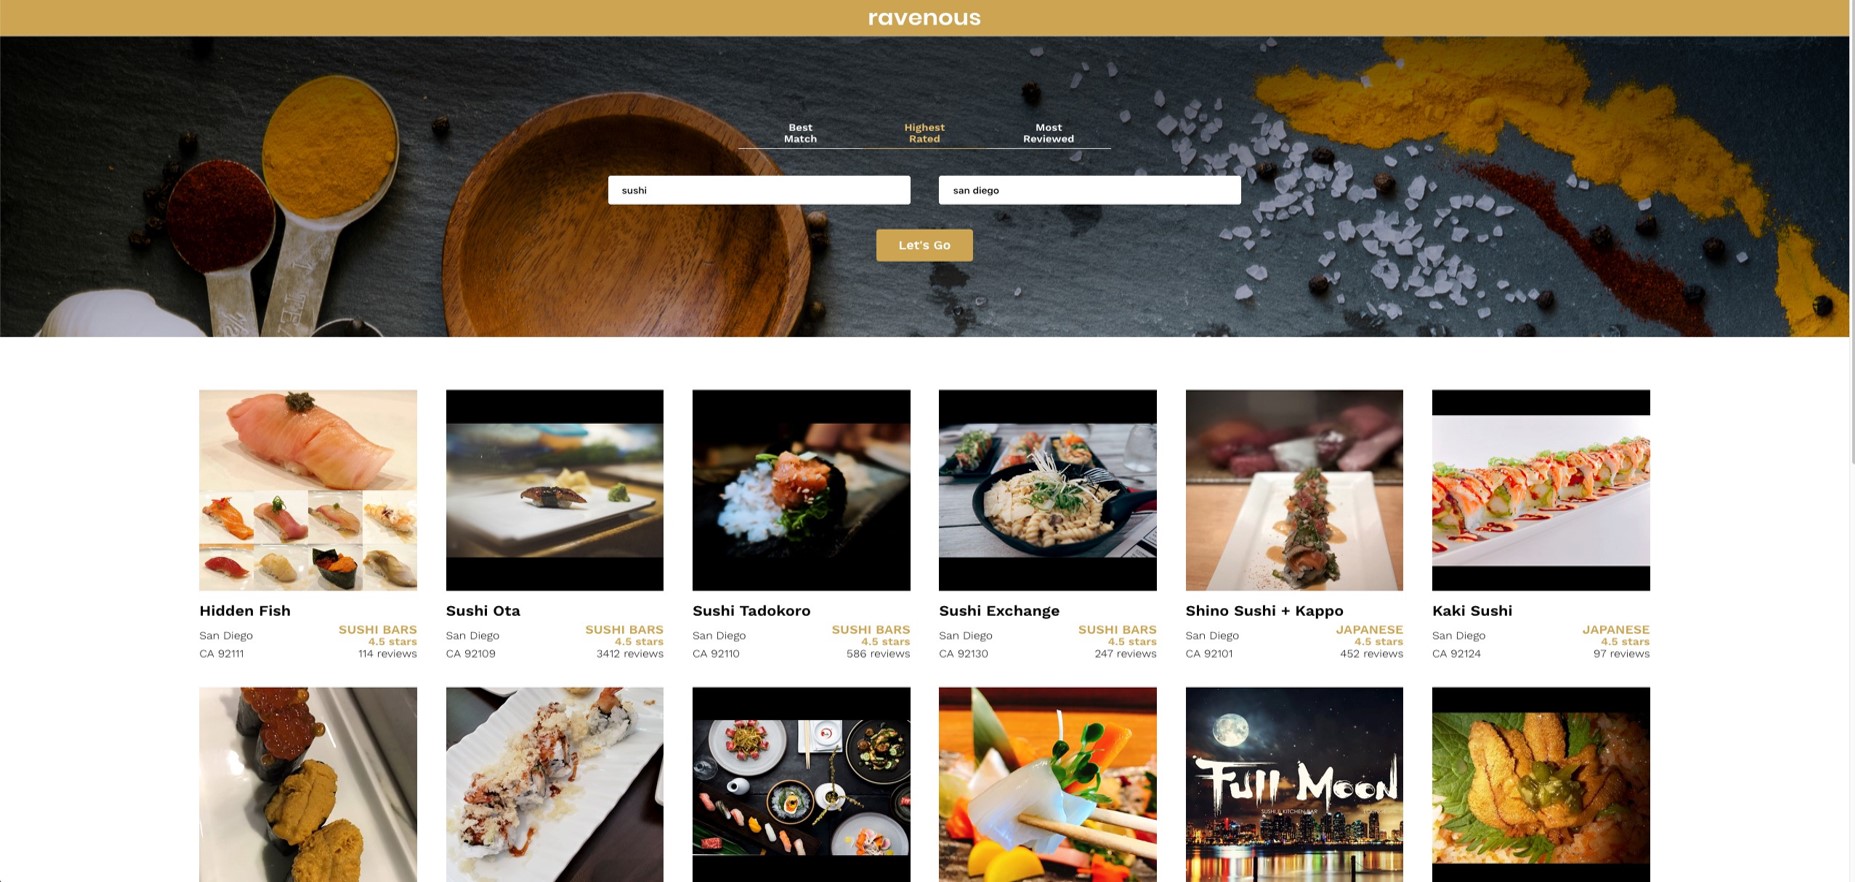 ravenous
Best
Match
Highest
Rated
Most
Reviewed
sushi
san diego
Let's Go
Hidden Fish
San Diego
CA 92111
SUSHI BARS
4.5 stars
114 reviews
Sushi Ota
San Diego
CA 92109
SUSHI BARS
4.5 stars
3412 reviews
Sushi Tadokoro
San Diego
CA 92110
SUSHI BARS
4.5 stars
586 reviews
Sushi Exchange
San Diego
CA 92130
SUSHI BARS
4.5 stars
247 reviews
Shino Sushi + Kappo
San Diego
CA 92101
JAPANESE
4.5 stars
452 reviews
Kaki Sushi
San Diego
CA 92124
JAPANESE
4.5 stars
97 reviews
Full Moon
SUSHI & KITCHEN BAR